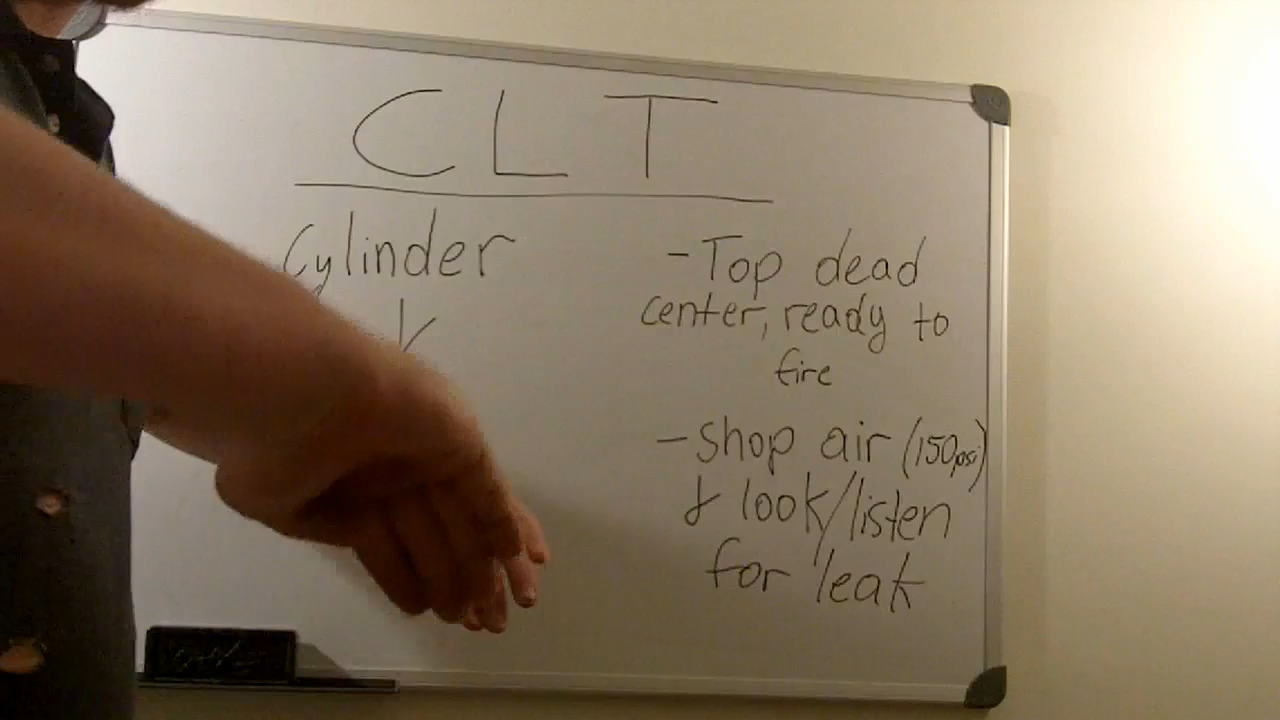 CLT
Cylinder
- Top dead
center, ready to
fire
- Shop air (150psi)
& look/listen
for leak